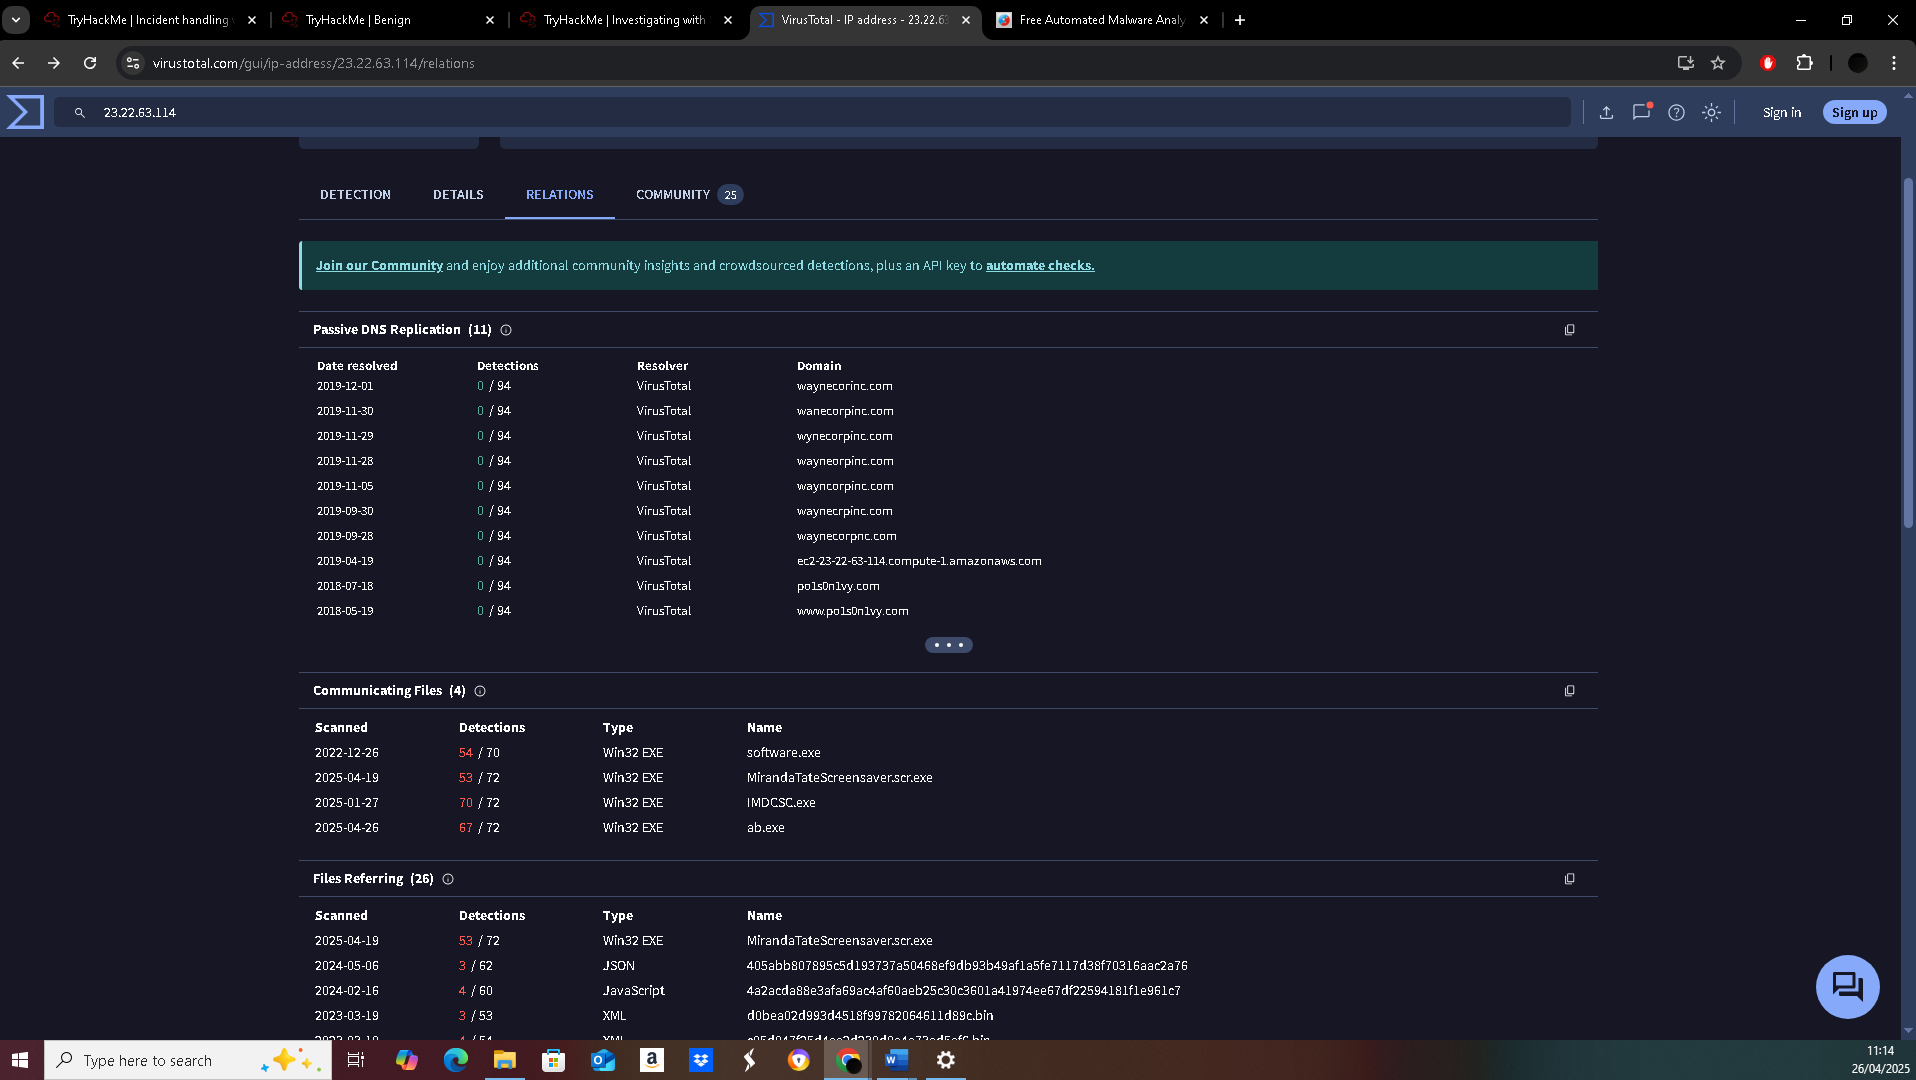 TryHackMe | Incident handling
TryHackMe | Benign
TryHackMe | Investigating with
VirusTotal - IP address - 23.22.63
Free Automated Malware Analy
virustotal.com/gui/ip-address/23.22.63.114/relations
23.22.63.114
Sign in
Sign up
DETECTION DETAILS RELATIONS COMMUNITY 25
Join our Community and enjoy additional community insights and crowdsourced detections, plus an API key to automate checks.
Passive DNS Replication (11)
Date resolved Detections Resolver Domain
2019-12-01 0 / 94 VirusTotal waynecorinc.com
2019-11-30 0 / 94 VirusTotal wanecorpinc.com
2019-11-29 0 / 94 VirusTotal wynecorpinc.com
2019-11-28 0 / 94 VirusTotal wayneorpinc.com
2019-11-05 0 / 94 VirusTotal wayncorpinc.com
2019-09-30 0 / 94 VirusTotal waynecrpinc.com
2019-09-28 0 / 94 VirusTotal waynecorpnc.com
2019-04-19 0 / 94 VirusTotal ec2-23-22-63-114.compute-1.amazonaws.com
2018-07-18 0 / 94 VirusTotal po1s0n1vy.com
2018-05-19 0 / 94 VirusTotal www.po1s0n1vy.com
Communicating Files (4)
Scanned Detections Type Name
2022-12-26 54 / 70 Win32 EXE software.exe
2025-04-19 53 / 72 Win32 EXE MirandaTateScreensaver.scr.exe
2025-01-27 70 / 72 Win32 EXE IMDCSC.exe
2025-04-26 67 / 72 Win32 EXE ab.exe
Files Referring (26)
Scanned Detections Type Name
2025-04-19 53 / 72 Win32 EXE MirandaTateScreensaver.scr.exe
2024-05-06 3 / 62 JSON 405abb807895c5d193737a50468ef9db93b49af1a5fe7117d38f70316aac2a76
2024-02-16 4 / 60 JavaScript 4a2acda88e3afa69ac4af60aeb25c30c3601a41974ee67df22594181f1e961c7
2023-03-19 3 / 53 XML d0bea02d993d4518f99782064611d89c.bin
Type here to search
11:14
26/04/2025